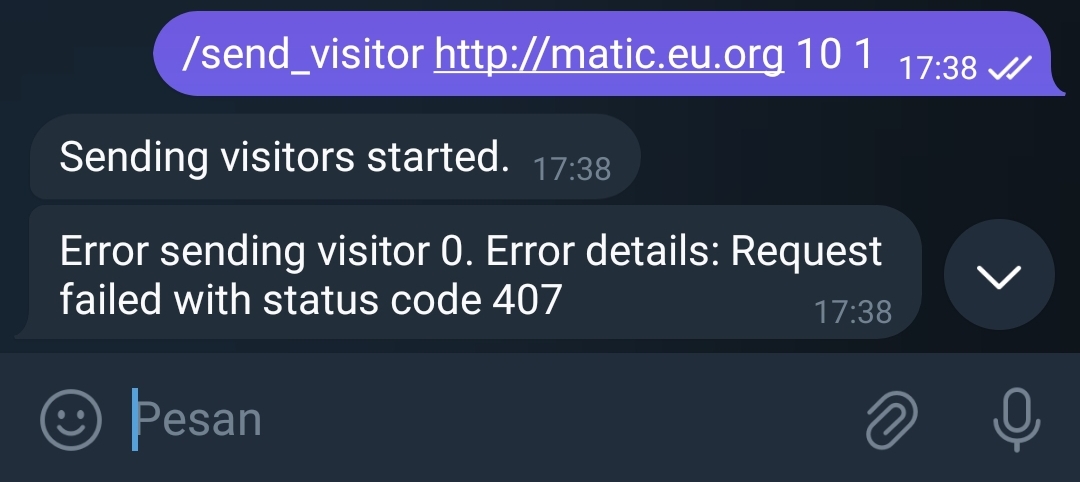 /send_visitor http://matic.eu.org 10 1 17:38
Sending visitors started. 17:38
Error sending visitor 0. Error details: Request
failed with status code 407 17:38
Pesan